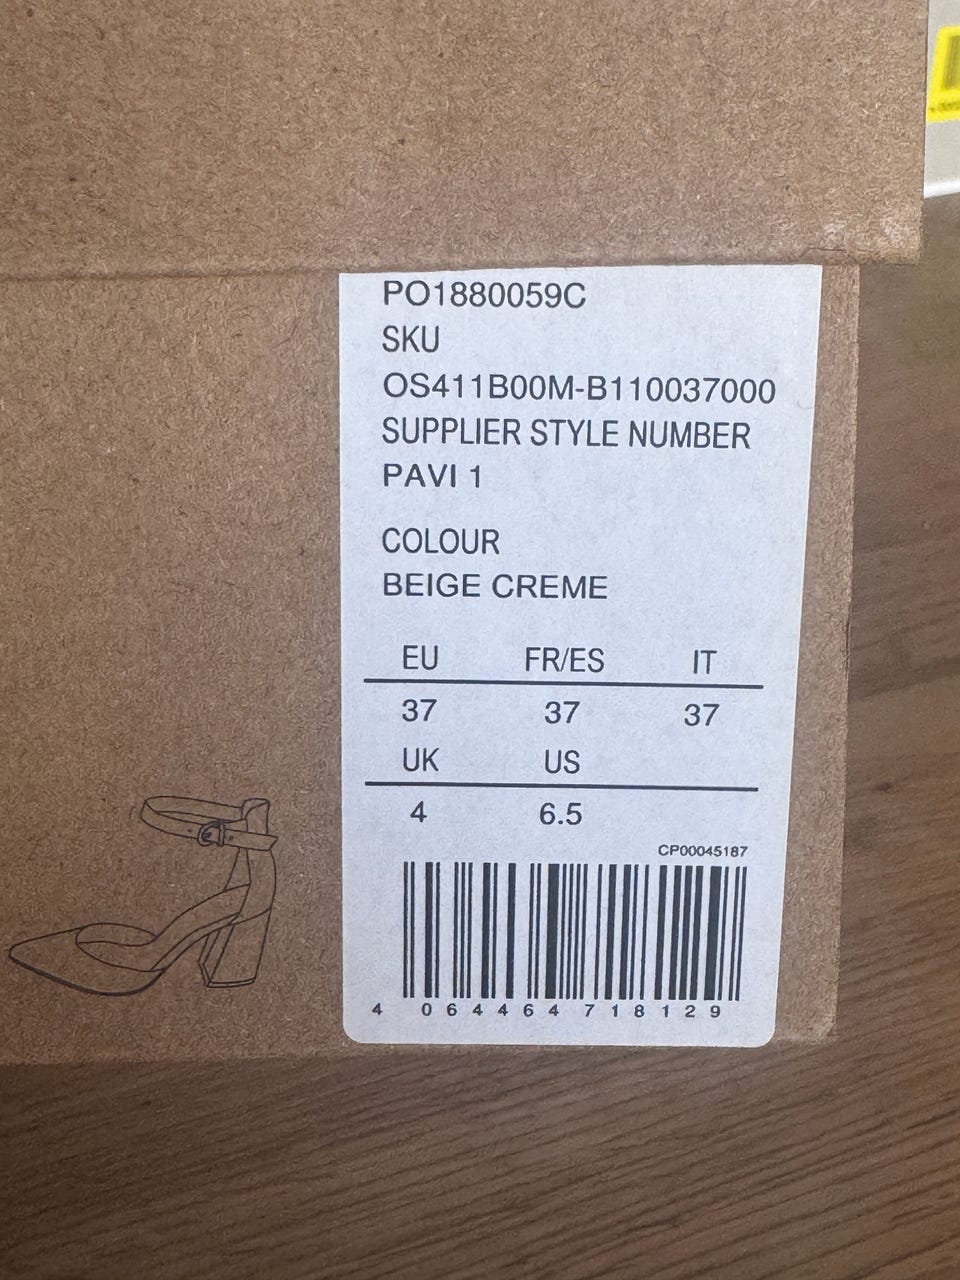 PO1880059C
SKU
OS411B00M-B110037000
SUPPLIER STYLE NUMBER
PAVI 1
COLOUR
BEIGE CREME
EU FR/ES IT
37 37 37
UK US
4 6.5
CP00045187
4 064464 718129